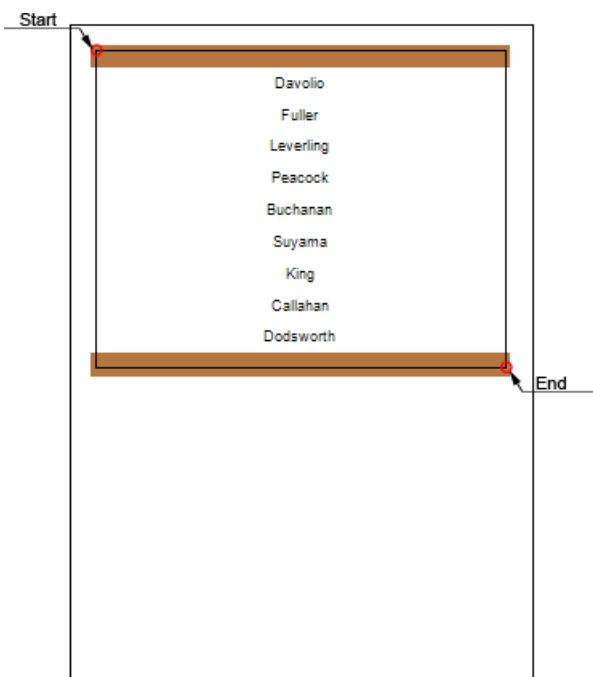 Start
Davolio
Fuller
Leverling
Peacock
Buchanan
Suyama
King
Callahan
Dodsworth
End